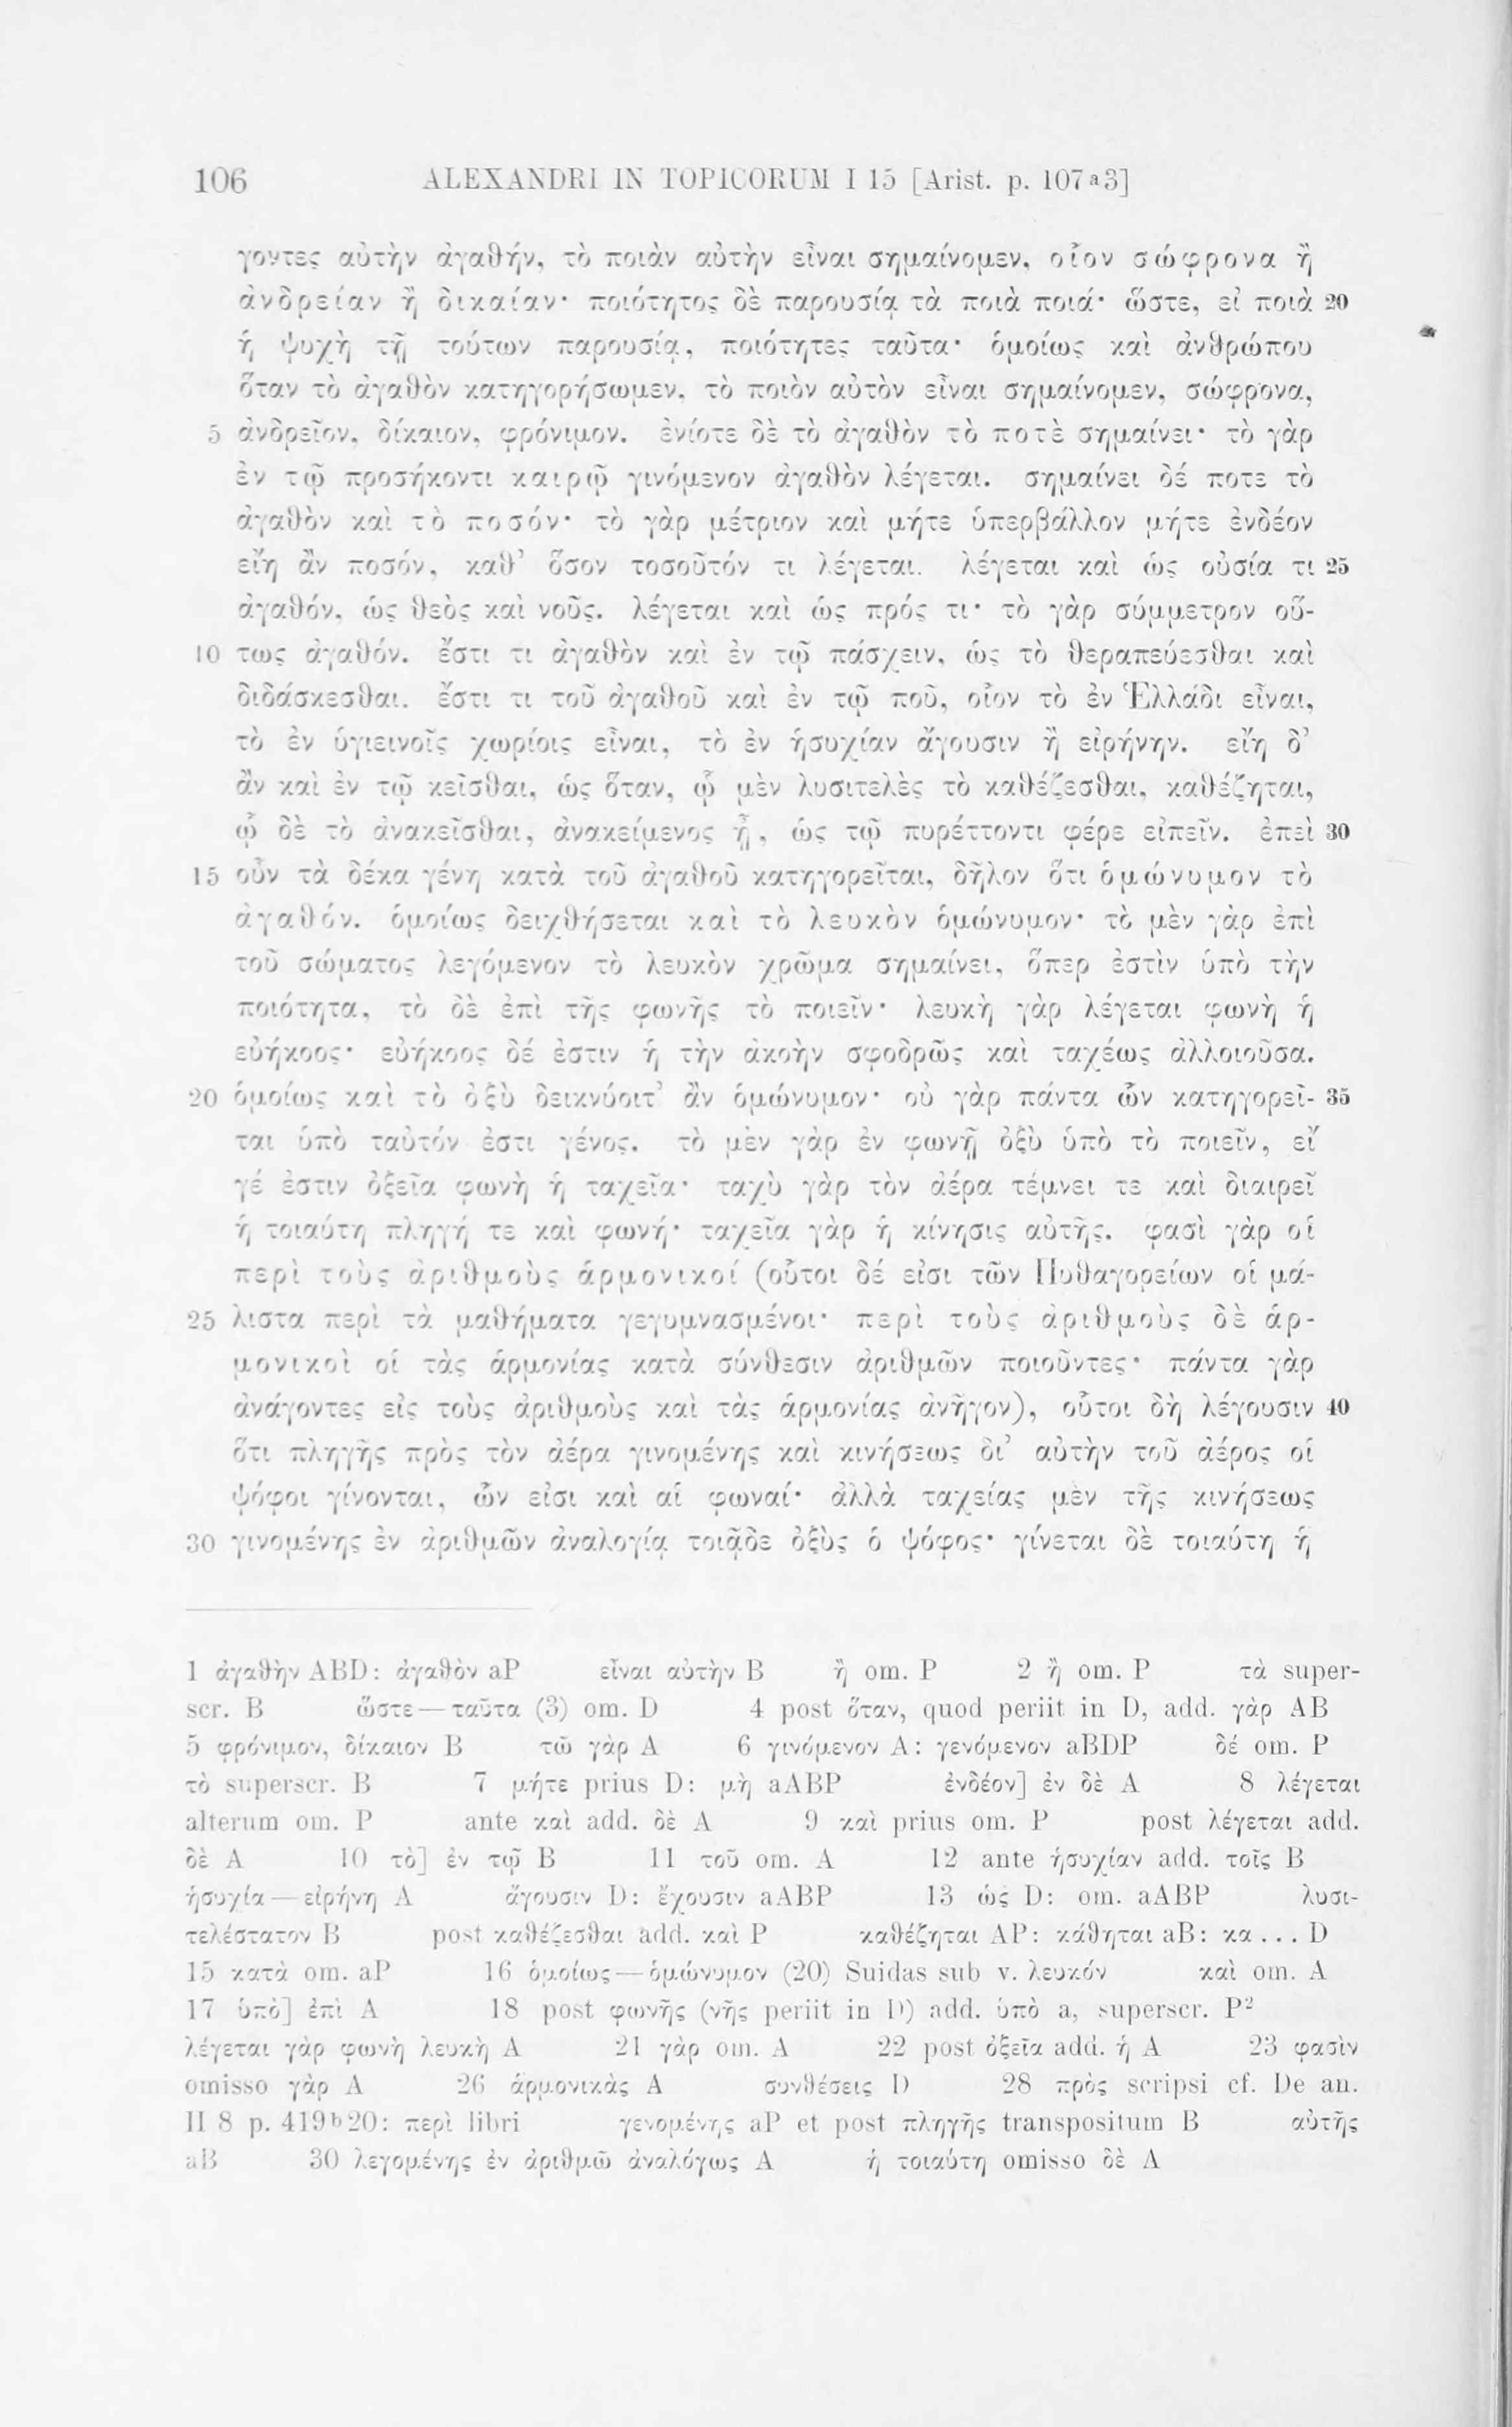 106 ALEXANDRI IN TOPICORUM I 15 [Arist. p. 107ᵃ3]
γοντες αὐτὴν ἀγαθήν, τὸ ποιὰν αὐτὴν εἶναι σημαίνομεν, οἷον σώφρονα ἢ
ἀνδρείαν ἢ δικαίαν· ποιότητος δὲ παρουσίᾳ τὰ ποιὰ ποιά· ὥστε, εἰ ποιὰ 20
ἡ ψυχὴ τῇ τούτων παρουσίᾳ, ποιότητες ταῦτα· ὁμοίως καὶ ἀνθρώπου
ὅταν τὸ ἀγαθὸν κατηγορήσωμεν, τὸ ποιὸν αὐτὸν εἶναι σημαίνομεν, σώφρονα,
5 ἀνδρεῖον, δίκαιον, φρόνιμον. ἐνίοτε δὲ τὸ ἀγαθὸν τὸ ποτὲ σημαίνει· τὸ γὰρ
ἐν τῷ προσήκοντι καιρῷ γινόμενον ἀγαθὸν λέγεται. σημαίνει δέ ποτε τὸ
ἀγαθὸν καὶ τὸ ποσόν· τὸ γὰρ μέτριον καὶ μήτε ὑπερβάλλον μήτε ἐνδέον
εἴη ἂν ποσόν, καθ’ ὅσον τοσοῦτόν τι λέγεται. λέγεται καὶ ὡς οὐσία τι 25
ἀγαθόν, ὡς θεὸς καὶ νοῦς. λέγεται καὶ ὡς πρός τι· τὸ γὰρ σύμμετρον οὕ-
10 τως ἀγαθόν. ἔστι τι ἀγαθὸν καὶ ἐν τῷ πάσχειν, ὡς τὸ θεραπεύεσθαι καὶ
διδάσκεσθαι. ἔστι τι τοῦ ἀγαθοῦ καὶ ἐν τῷ ποῦ, οἷον τὸ ἐν Ἑλλάδι εἶναι,
τὸ ἐν ὑγιεινοῖς χωρίοις εἶναι, τὸ ἐν ἡσυχίαν ἄγουσιν ἢ εἰρήνην. εἴη δ’
ἂν καὶ ἐν τῷ κεῖσθαι, ὡς ὅταν, ᾧ μὲν λυσιτελὲς τὸ καθέζεσθαι, καθέζηται,
ᾧ δὲ τὸ ἀνακεῖσθαι, ἀνακείμενος ᾖ, ὡς τῷ πυρέττοντι φέρε εἰπεῖν. ἐπεὶ 30
15 οὖν τὰ δέκα γένη κατὰ τοῦ ἀγαθοῦ κατηγορεῖται, δῆλον ὅτι ὁμώνυμον τὸ
ἀγαθόν. ὁμοίως δειχθήσεται καὶ τὸ λευκὸν ὁμώνυμον· τὸ μὲν γὰρ ἐπὶ
τοῦ σώματος λεγόμενον τὸ λευκὸν χρῶμα σημαίνει, ὅπερ ἐστὶν ὑπὸ τὴν
ποιότητα, τὸ δὲ ἐπὶ τῆς φωνῆς τὸ ποιεῖν· λευκὴ γὰρ λέγεται φωνὴ ἡ
εὐήκοος· εὐήκοος δέ ἐστιν ἡ τὴν ἀκοὴν σφοδρῶς καὶ ταχέως ἀλλοιοῦσα.
20 ὁμοίως καὶ τὸ ὀξὺ δεικνύοιτ’ ἂν ὁμώνυμον· οὐ γὰρ πάντα ὧν κατηγορεῖ- 35
ται ὑπὸ ταὐτόν ἐστι γένος. τὸ μὲν γὰρ ἐν φωνῇ ὀξὺ ὑπὸ τὸ ποιεῖν, εἴ
γέ ἐστιν ὀξεῖα φωνὴ ἡ ταχεῖα· ταχὺ γὰρ τὸν ἀέρα τέμνει τε καὶ διαιρεῖ
ἡ τοιαύτη πληγή τε καὶ φωνή· ταχεῖα γὰρ ἡ κίνησις αὐτῆς. φασὶ γὰρ οἱ
περὶ τοὺς ἀριθμοὺς ἁρμονικοί (οὗτοι δέ εἰσι τῶν Πυθαγορείων οἱ μά-
25 λιστα περὶ τὰ μαθήματα γεγυμνασμένοι· περὶ τοὺς ἀριθμοὺς δὲ ἁρ-
μονικοὶ οἱ τὰς ἁρμονίας κατὰ σύνθεσιν ἀριθμῶν ποιοῦντες· πάντα γὰρ
ἀνάγοντες εἰς τοὺς ἀριθμοὺς καὶ τὰς ἁρμονίας ἀνῆγον), οὗτοι δὴ λέγουσιν 40
ὅτι πληγῆς πρὸς τὸν ἀέρα γινομένης καὶ κινήσεως δι’ αὐτὴν τοῦ ἀέρος οἱ
ψόφοι γίνονται, ὧν εἰσι καὶ αἱ φωναί· ἀλλὰ ταχείας μὲν τῆς κινήσεως
30 γινομένης ἐν ἀριθμῶν ἀναλογίᾳ τοιᾷδε ὀξὺς ὁ ψόφος· γίνεται δὲ τοιαύτη ἡ
1 ἀγαθὴν ABD: ἀγαθὸν aP εἶναι αὐτὴν B ἢ om. P 2 ἢ om. P τὰ super-
scr. B ὥστε — ταῦτα (3) om. D 4 post ὅταν, quod periit in D, add. γὰρ AB
5 φρόνιμον, δίκαιον B τῶ γὰρ A 6 γινόμενον A: γενόμενον aBDP δέ om. P
τὸ superscr. B 7 μήτε prius D: μὴ aABP ἐνδέον] ἐν δὲ A 8 λέγεται
alterum om. P ante καὶ add. δὲ A 9 καὶ prius om. P post λέγεται add.
δὲ A 10 τὸ] ἐν τῷ B 11 τοῦ om. A 12 ante ἡσυχίαν add. τοῖς B
ἡσυχία — εἰρήνη A ἄγουσιν D: ἔχουσιν aABP 13 ὡς D: om. aABP λυσι-
τελέστατον B post καθέζεσθαι add. καὶ P καθέζηται AP: κάθηται aB: κα... D
15 κατὰ om. aP 16 ὁμοίως — ὁμώνυμον (20) Suidas sub v. λευκόν καὶ om. A
17 ὑπὸ] ἐπὶ A 18 post φωνῆς (νῆς periit in D) add. ὑπὸ a, superscr. P²
λέγεται γὰρ φωνὴ λευκὴ A 21 γὰρ om. A 22 post ὀξεῖα add. ἡ A 23 φασὶν
omisso γὰρ A 26 ἁρμονικὰς A συνθέσεις D 28 πρὸς scripsi cf. De an.
II 8 p. 419ᵇ20: περὶ libri γενομένης aP et post πληγῆς transpositum B αὐτῆς
aB 30 λεγομένης ἐν ἀριθμῶ ἀναλόγως A ἡ τοιαύτη omisso δὲ A